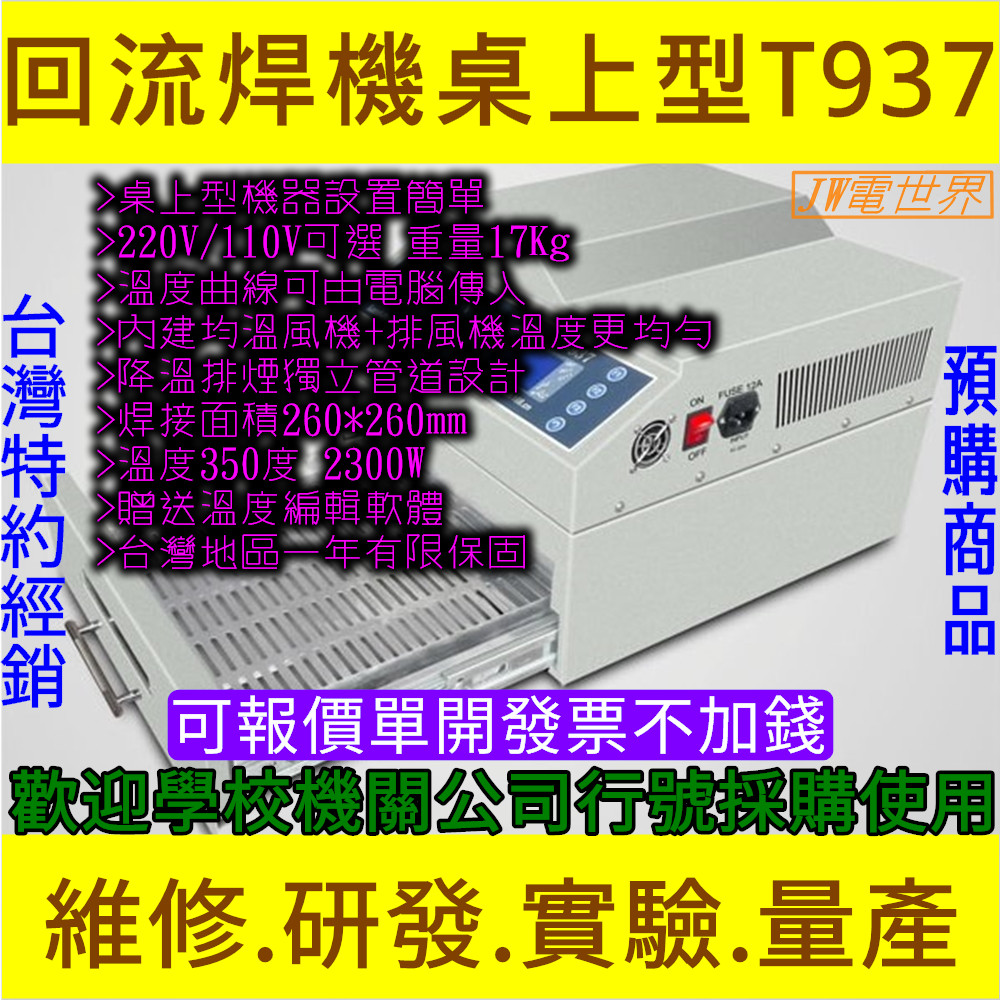 回流焊機桌上型T937
JW電世界
>桌上型機器設置簡單
>220V/110V可選 重量17Kg
>溫度曲線可由電腦傳入
>內建均溫風機+排風機溫度更均勻
>降溫排煙獨立管道設計
>焊接面積260*260mm
>溫度350度 2300W
>贈送溫度編輯軟體
>台灣地區一年有限保固
台灣特約經銷
預購商品
ON
OFF
FUSE 12A
INPUT
可報價單開發票不加錢
歡迎學校機關公司行號採購使用
維修.研發.實驗.量產